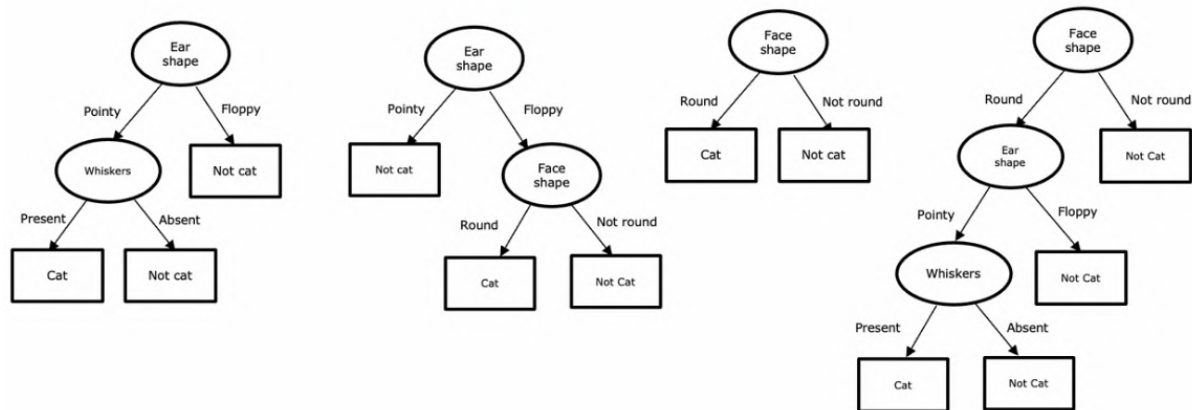 Ear
shape
Pointy
Floppy
Whiskers
Not cat
Present
Absent
Cat
Not cat
Ear
shape
Pointy
Floppy
Not cat
Face
shape
Round
Not round
Cat
Not Cat
Face
shape
Round
Not round
Cat
Not cat
Face
shape
Round
Not round
Ear
shape
Not Cat
Pointy
Floppy
Whiskers
Not Cat
Present
Absent
Cat
Not Cat